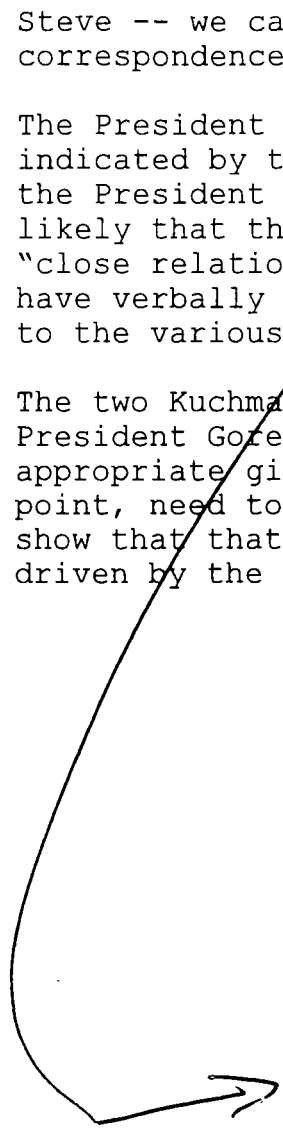 Steve -- we ca
correspondence
The President
indicated by t
the President
likely that th
“close relatio
have verbally
to the various
The two Kuchma
President Gore
appropriate gi
point, need to
show that that
driven by the